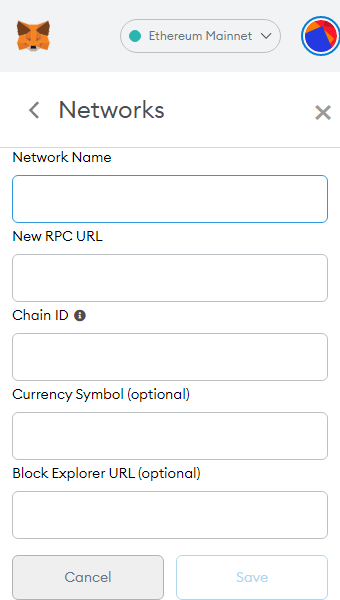 Ethereum Mainnet
Networks
Network Name
New RPC URL
Chain ID
Currency Symbol (optional)
Block Explorer URL (optional)
Cancel
Save